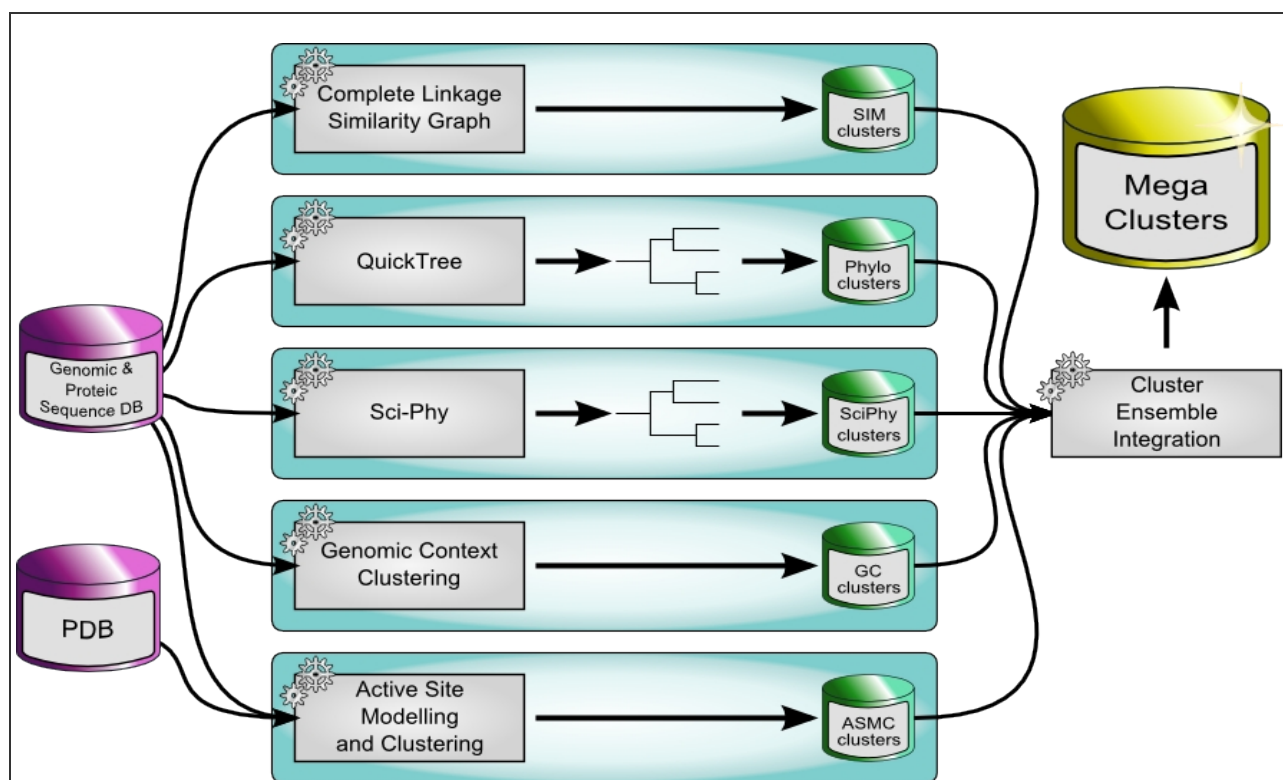 Complete Linkage
Similarity Graph
SIM
clusters
Mega
Clusters
QuickTree
Phylo
clusters
Genomic &
Proteic
Sequence DB
Sci-Phy
SciPhy
clusters
Cluster
Ensemble
Integration
Genomic Context
Clustering
GC
clusters
PDB
Active Site
Modelling
and Clustering
ASMC
clusters